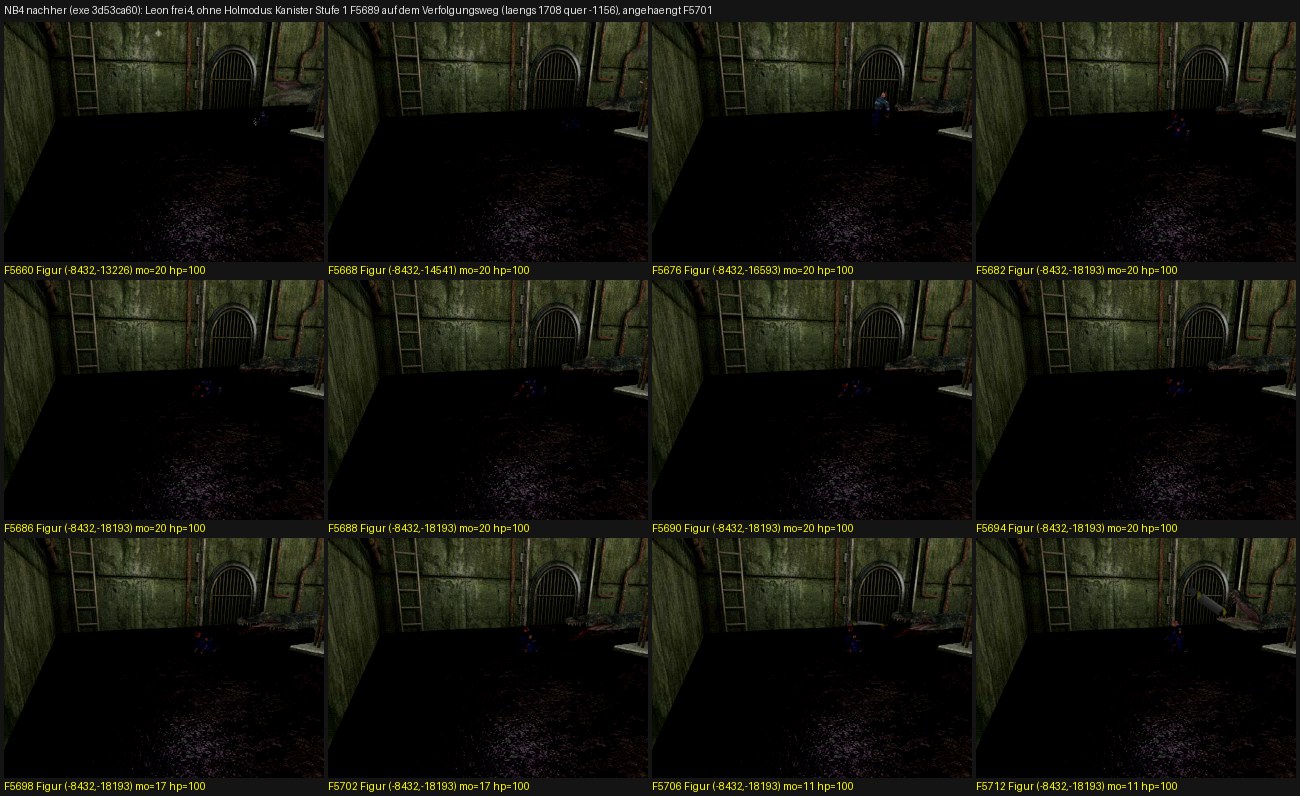 NB4 nachher (exe 3d53ca60): Leon frei4, ohne Holmodus: Kanister Stufe 1 F5689 auf dem Verfolgungsweg (laengs 1708 quer -1156), angehaengt F5701
F5660 Figur (-8432,-13226) mo=20 hp=100
F5668 Figur (-8432,-14541) mo=20 hp=100
F5676 Figur (-8432,-16593) mo=20 hp=100
F5682 Figur (-8432,-18193) mo=20 hp=100
F5686 Figur (-8432,-18193) mo=20 hp=100
F5688 Figur (-8432,-18193) mo=20 hp=100
F5690 Figur (-8432,-18193) mo=20 hp=100
F5694 Figur (-8432,-18193) mo=20 hp=100
F5698 Figur (-8432,-18193) mo=17 hp=100
F5702 Figur (-8432,-18193) mo=17 hp=100
F5706 Figur (-8432,-18193) mo=11 hp=100
F5712 Figur (-8432,-18193) mo=11 hp=100